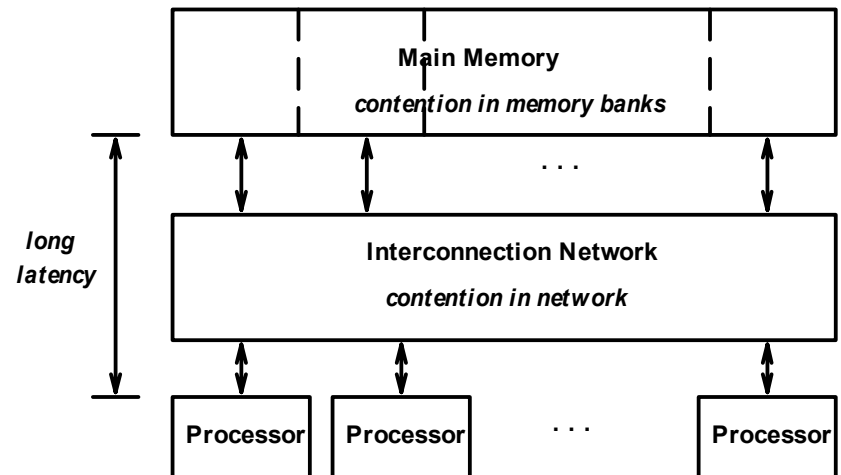 Main Memory
contention in memory banks
. . .
long
latency
Interconnection Network
contention in network
Processor
Processor
. . .
Processor